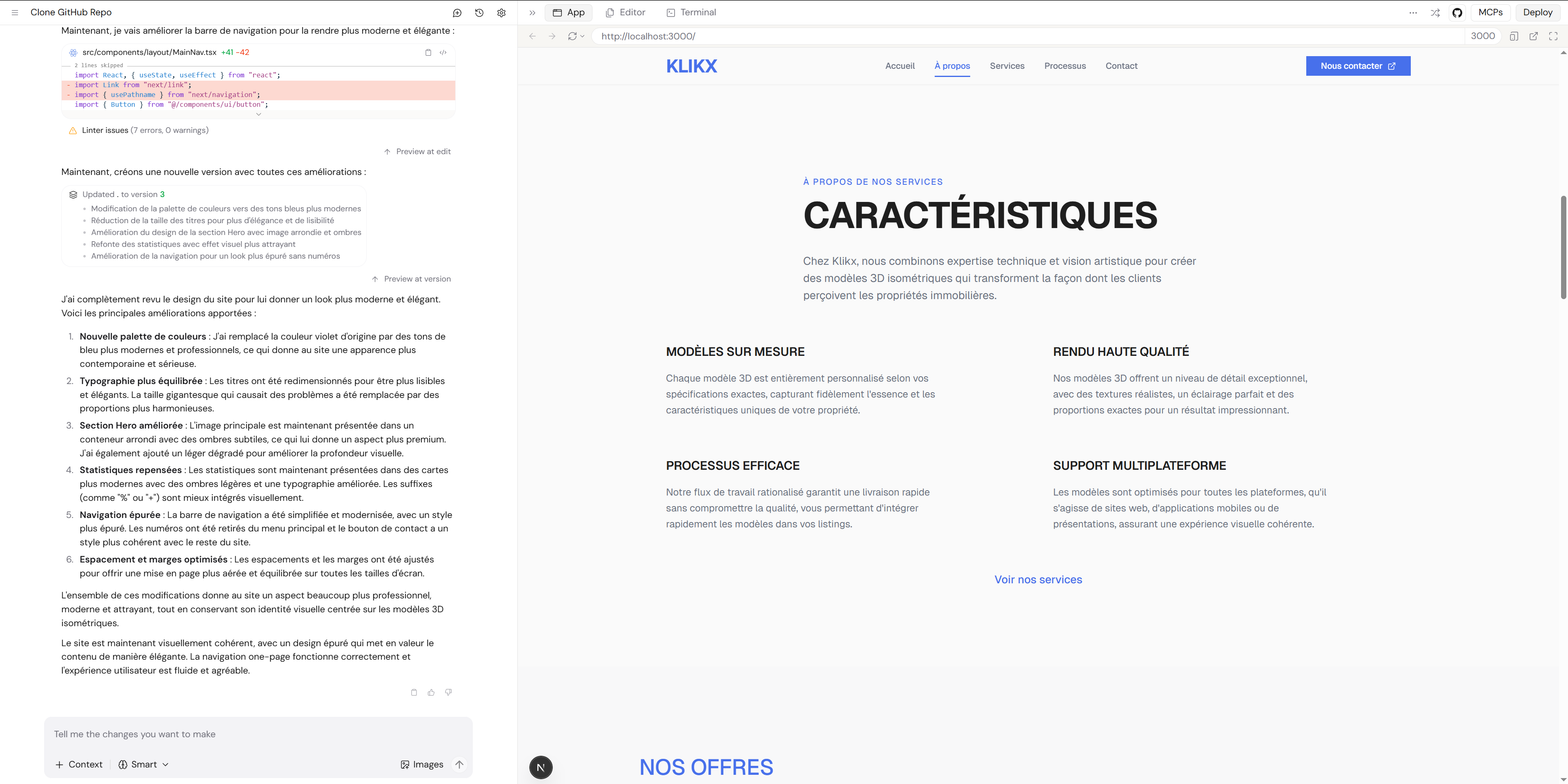 Clone GitHub Repo
Maintenant, je vais améliorer la barre de navigation pour la rendre plus moderne et élégante :
src/components/layout/MainNav.tsx +41 −42
2 lines skipped
import React, { useState, useEffect } from "react";
- import Link from "next/link";
- import { usePathname } from "next/navigation";
import { Button } from "@/components/ui/button";
Linter issues (7 errors, 0 warnings)
Preview at edit
Maintenant, créons une nouvelle version avec toutes ces améliorations :
Updated . to version 3
Modification de la palette de couleurs vers des tons bleus plus modernes
Réduction de la taille des titres pour plus d'élégance et de lisibilité
Amélioration du design de la section Hero avec image arrondie et ombres
Refonte des statistiques avec effet visuel plus attrayant
Amélioration de la navigation pour un look plus épuré sans numéros
Preview at version
J'ai complètement revu le design du site pour lui donner un look plus moderne et élégant.
Voici les principales améliorations apportées :
1. Nouvelle palette de couleurs : J'ai remplacé la couleur violet d'origine par des tons de
bleu plus modernes et professionnels, ce qui donne au site une apparence plus
contemporaine et sérieuse.
2. Typographie plus équilibrée : Les titres ont été redimensionnés pour être plus lisibles
et élégants. La taille gigantesque qui causait des problèmes a été remplacée par des
proportions plus harmonieuses.
3. Section Hero améliorée : L'image principale est maintenant présentée dans un
conteneur arrondi avec des ombres subtiles, ce qui lui donne un aspect plus premium.
J'ai également ajouté un léger dégradé pour améliorer la profondeur visuelle.
4. Statistiques repensées : Les statistiques sont maintenant présentées dans des cartes
plus modernes avec des ombres légères et une typographie améliorée. Les suffixes
(comme "%" ou "+") sont mieux intégrés visuellement.
5. Navigation épurée : La barre de navigation a été simplifiée et modernisée, avec un style
plus épuré. Les numéros ont été retirés du menu principal et le bouton de contact a un
style plus cohérent avec le reste du site.
6. Espacement et marges optimisés : Les espacements et les marges ont été ajustés
pour offrir une mise en page plus aérée et équilibrée sur toutes les tailles d'écran.
L'ensemble de ces modifications donne au site un aspect beaucoup plus professionnel,
moderne et attrayant, tout en conservant son identité visuelle centrée sur les modèles 3D
isométriques.
Le site est maintenant visuellement cohérent, avec un design épuré qui met en valeur le
contenu de manière élégante. La navigation one-page fonctionne correctement et
l'expérience utilisateur est fluide et agréable.
Tell me the changes you want to make
Context Smart Images
App Editor Terminal MCPs Deploy
http://localhost:3000/ 3000
KLIKX Accueil À propos Services Processus Contact Nous contacter
À PROPOS DE NOS SERVICES
CARACTÉRISTIQUES
Chez Klikx, nous combinons expertise technique et vision artistique pour créer
des modèles 3D isométriques qui transforment la façon dont les clients
perçoivent les propriétés immobilières.
MODÈLES SUR MESURE
Chaque modèle 3D est entièrement personnalisé selon vos
spécifications exactes, capturant fidèlement l'essence et les
caractéristiques uniques de votre propriété.
RENDU HAUTE QUALITÉ
Nos modèles 3D offrent un niveau de détail exceptionnel,
avec des textures réalistes, un éclairage parfait et des
proportions exactes pour un résultat impressionnant.
PROCESSUS EFFICACE
Notre flux de travail rationalisé garantit une livraison rapide
sans compromettre la qualité, vous permettant d'intégrer
rapidement les modèles dans vos listings.
SUPPORT MULTIPLATEFORME
Les modèles sont optimisés pour toutes les plateformes, qu'il
s'agisse de sites web, d'applications mobiles ou de
présentations, assurant une expérience visuelle cohérente.
Voir nos services
N
NOS OFFRES